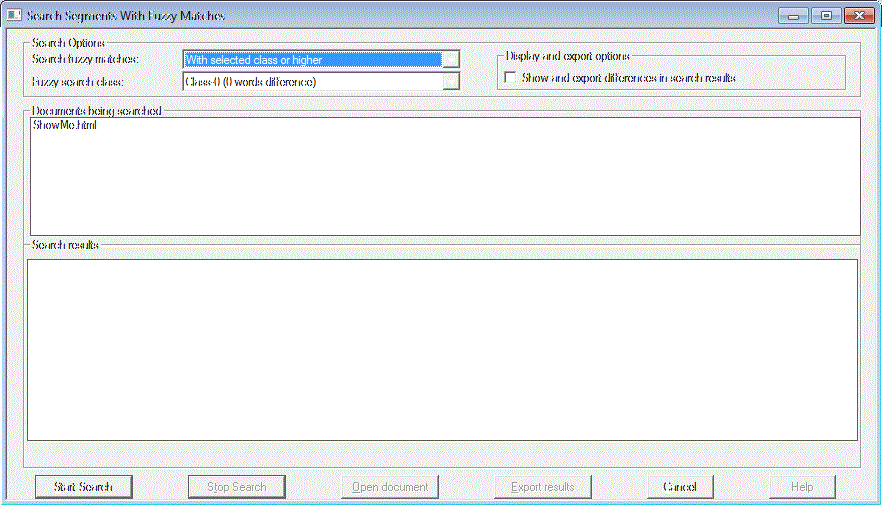 Search Segments With Fuzzy Matches
Search Options
Search fuzzy matches:
With selected class or higher
Fuzzy search class:
Class 0 (0 words difference)
Display and export options
Show and export differences in search results
Documents being searched
ShowMe.html
Search results
Start Search
Stop Search
Open document
Export results
Cancel
Help